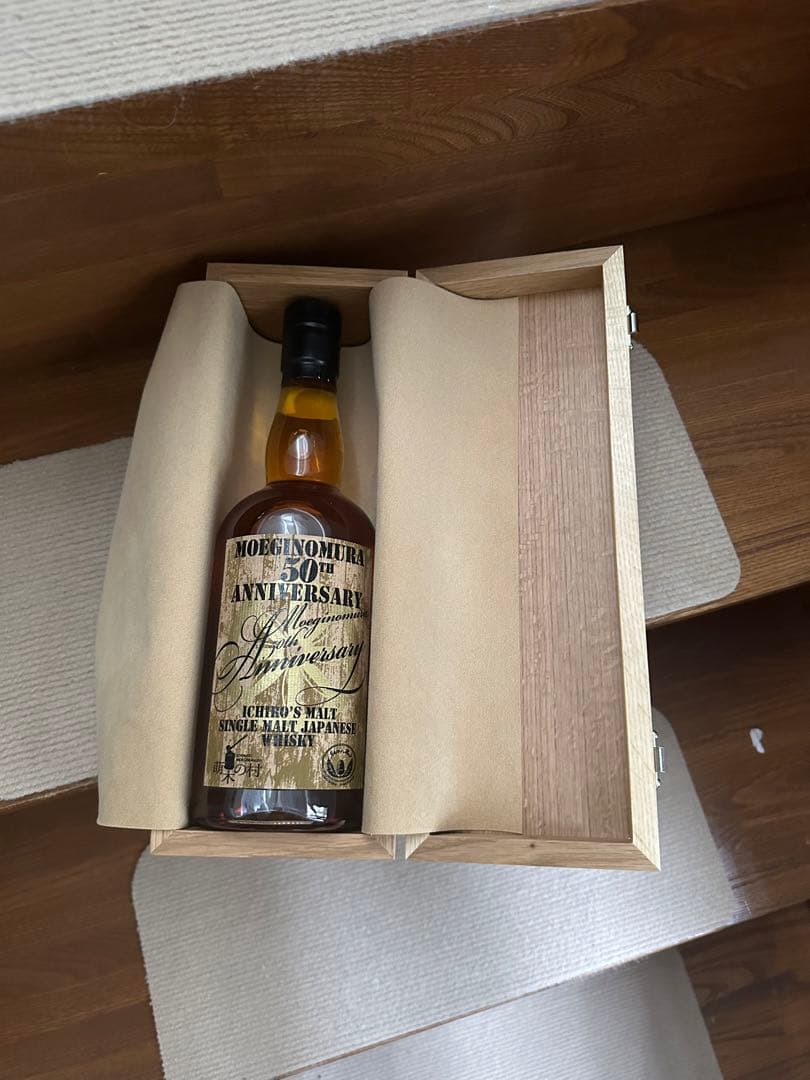 MOEGINOMURA
50TH
ANNIVERSARY
Moeginomura
50th
Anniversary
ICHIRO'S MALT
SINGLE MALT JAPANESE
WHISKY
萌木の村